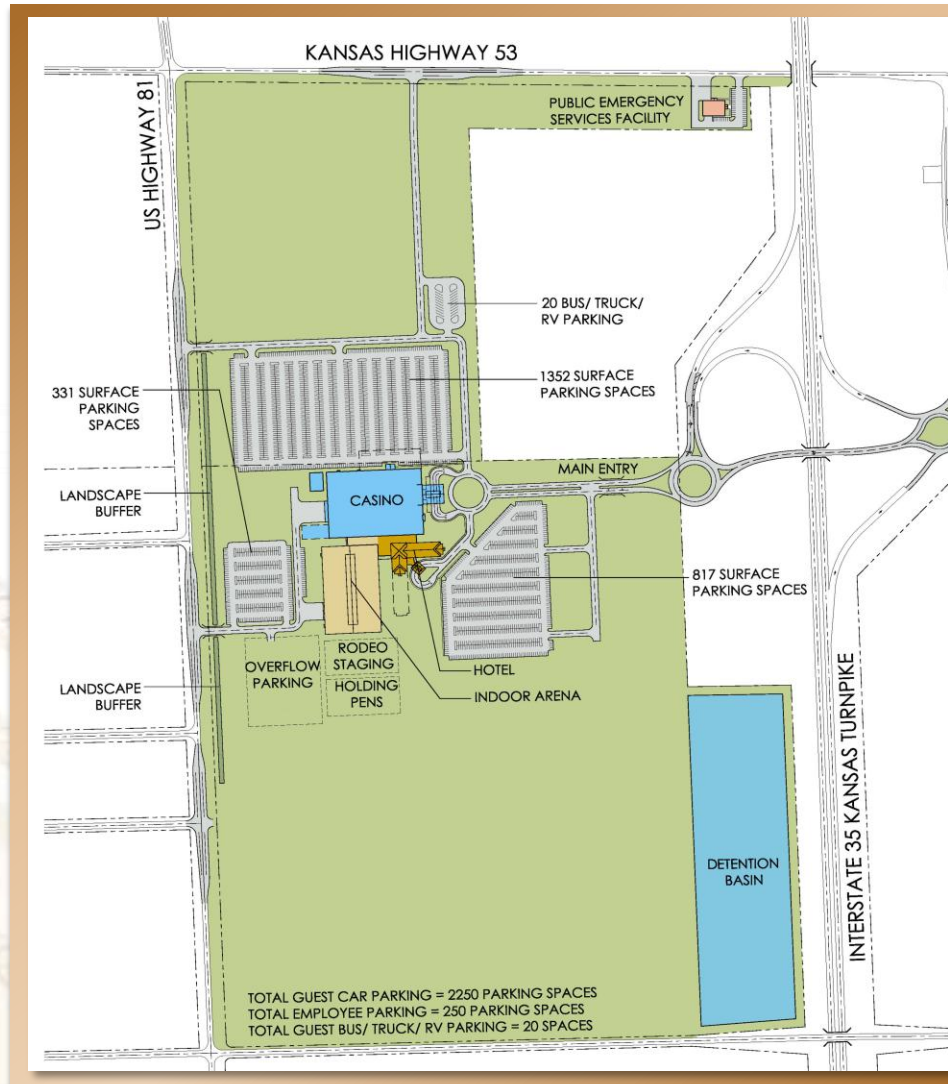 KANSAS HIGHWAY 53
US HIGHWAY 81
PUBLIC EMERGENCY
SERVICES FACILITY
20 BUS/ TRUCK/
RV PARKING
331 SURFACE
PARKING
SPACES
1352 SURFACE
PARKING SPACES
MAIN ENTRY
LANDSCAPE
BUFFER
CASINO
817 SURFACE
PARKING SPACES
OVERFLOW
PARKING
RODEO
STAGING
HOLDING
PENS
HOTEL
INDOOR ARENA
LANDSCAPE
BUFFER
INTERSTATE 35 KANSAS TURNPIKE
DETENTION
BASIN
TOTAL GUEST CAR PARKING = 2250 PARKING SPACES
TOTAL EMPLOYEE PARKING = 250 PARKING SPACES
TOTAL GUEST BUS/ TRUCK/ RV PARKING = 20 SPACES